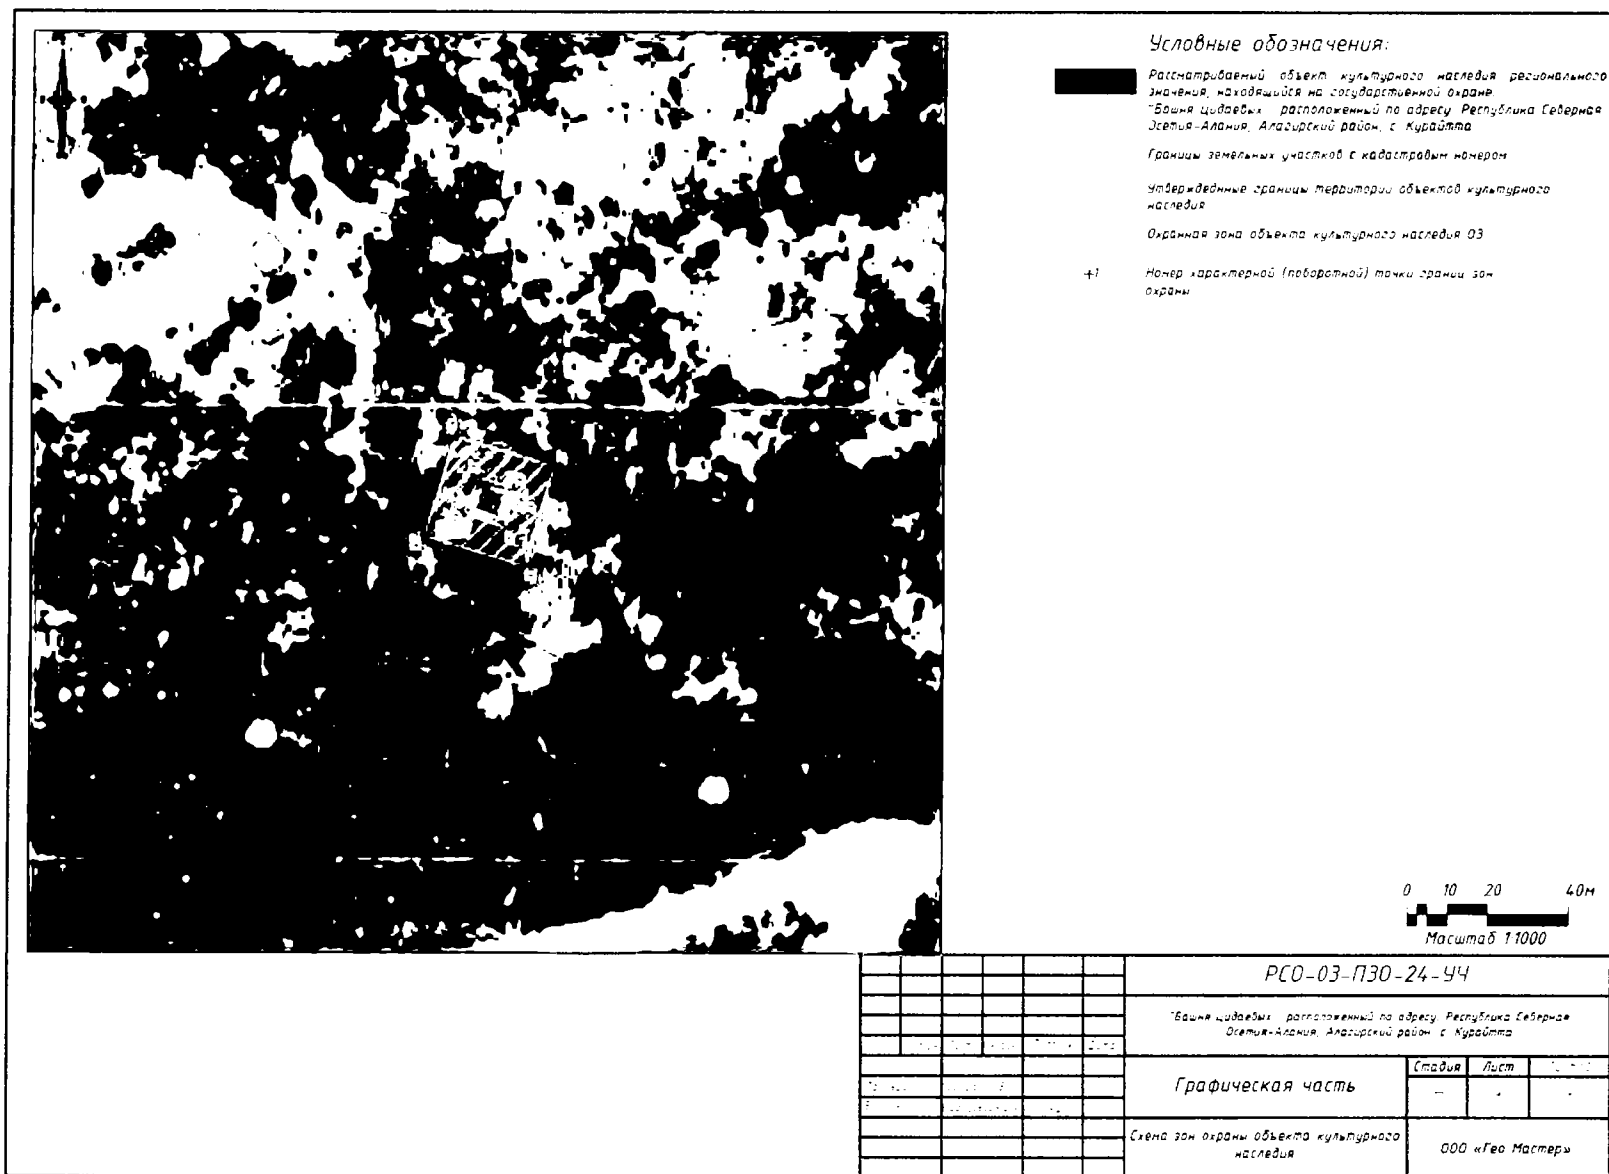 Условные обозначения:
Рассматриваемый объект культурного наследия регионального
значения, находящийся на государственной охране:
"Башня Цидаевых расположенный по адресу Республика Северная
Осетия-Алания, Алагирский район, с. Курайтта
Границы земельных участков с кадастровым номером
Утвержденные границы территории объектов культурного
наследия
Охранная зона объекта культурного наследия ОЗ
+1 Номер характерной (поворотной) точки границ зон
охраны
0 10 20 40м
Масштаб 1:1000
РСО-03-ПЗО-24-УЧ
"Башня цидаевых расположенный по адресу: Республика Северная
Осетия-Алания, Алагирский район с. Курайтта
Графическая часть
Стадия Лист
Схема зон охраны объекта культурного
наследия
ООО «Гео Мастер»